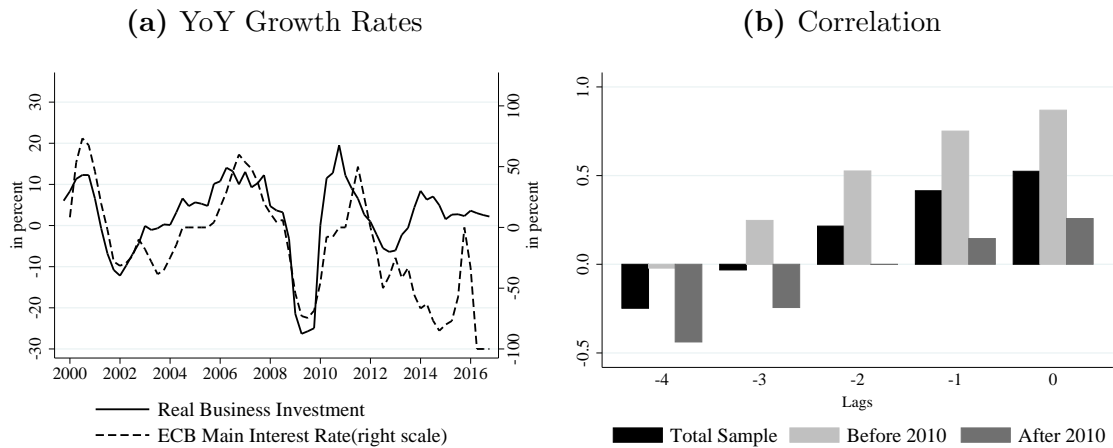 (a) YoY Growth Rates
in percent
30
20
10
0
-10
-20
-30
100
50
0
-50
-100
in percent
2000 2002 2004 2006 2008 2010 2012 2014 2016
Real Business Investment
ECB Main Interest Rate(right scale)
(b) Correlation
1.0
0.5
0.0
-0.5
-4 -3 -2 -1 0
Lags
Total Sample Before 2010 After 2010